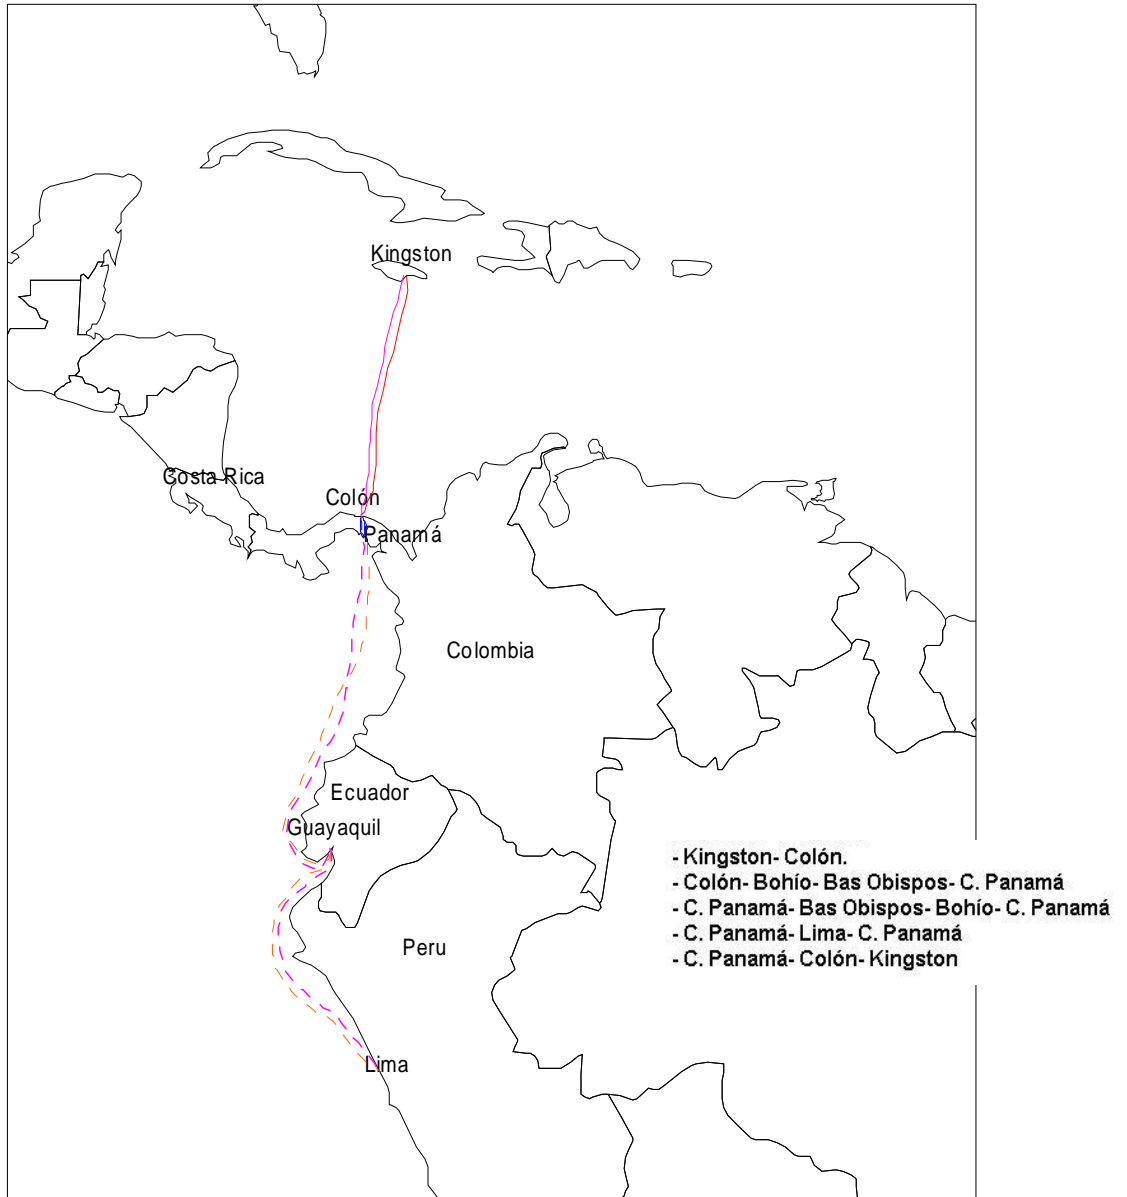 Kingston
Costa Rica
Colón
Panamá
Colombia
Ecuador
Guayaquil
- Kingston- Colón.
- Colón- Bohío- Bas Obispos- C. Panamá
- C. Panamá- Bas Obispos- Bohío- C. Panamá
- C. Panamá- Lima- C. Panamá
- C. Panamá- Colón- Kingston
Peru
Lima